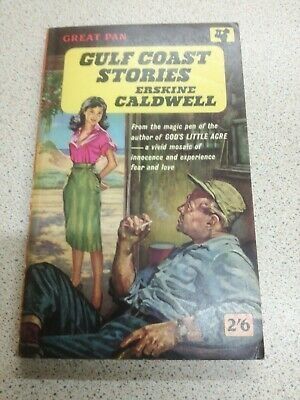 GREAT PAN
GULF COAST
STORIES
ERSKINE
CALDWELL
From the magic pen of the
author of GOD'S LITTLE ACRE
—a vivid mosaic of
innocence and experience
fear and love
2'6